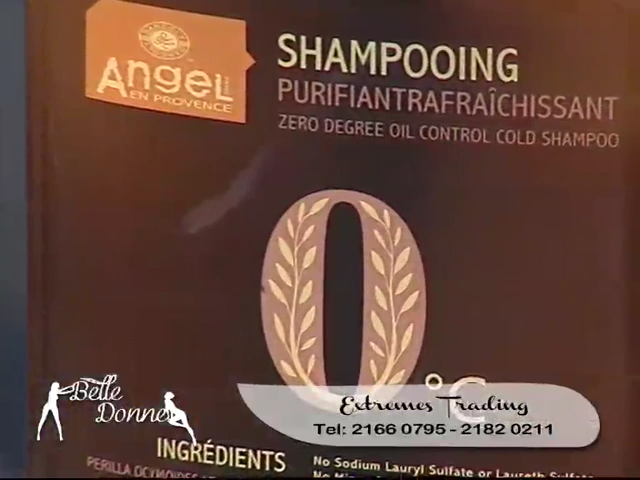 Angel
EN PROVENCE
SHAMPOOING
PURIFIANTRAFRAÎCHISSANT
ZERO DEGREE OIL CONTROL COLD SHAMPOO
0°C
Belle
Donne
Extremes Trading
Tel: 2166 0795 - 2182 0211
INGRÉDIENTS
PERILLA OCYMOIDES
No Sodium Lauryl Sulfate or Laureth Sulfate